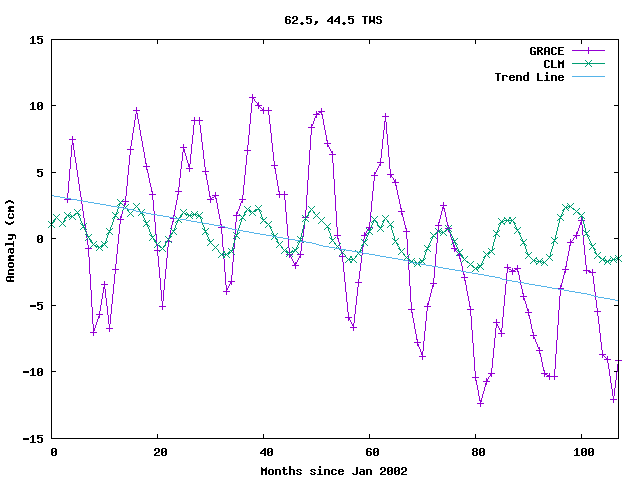 62.5, 44.5 TWS
GRACE
CLM
Trend Line
15
10
5
0
-5
-10
-15
Anomaly (cm)
0 20 40 60 80 100
Months since Jan 2002